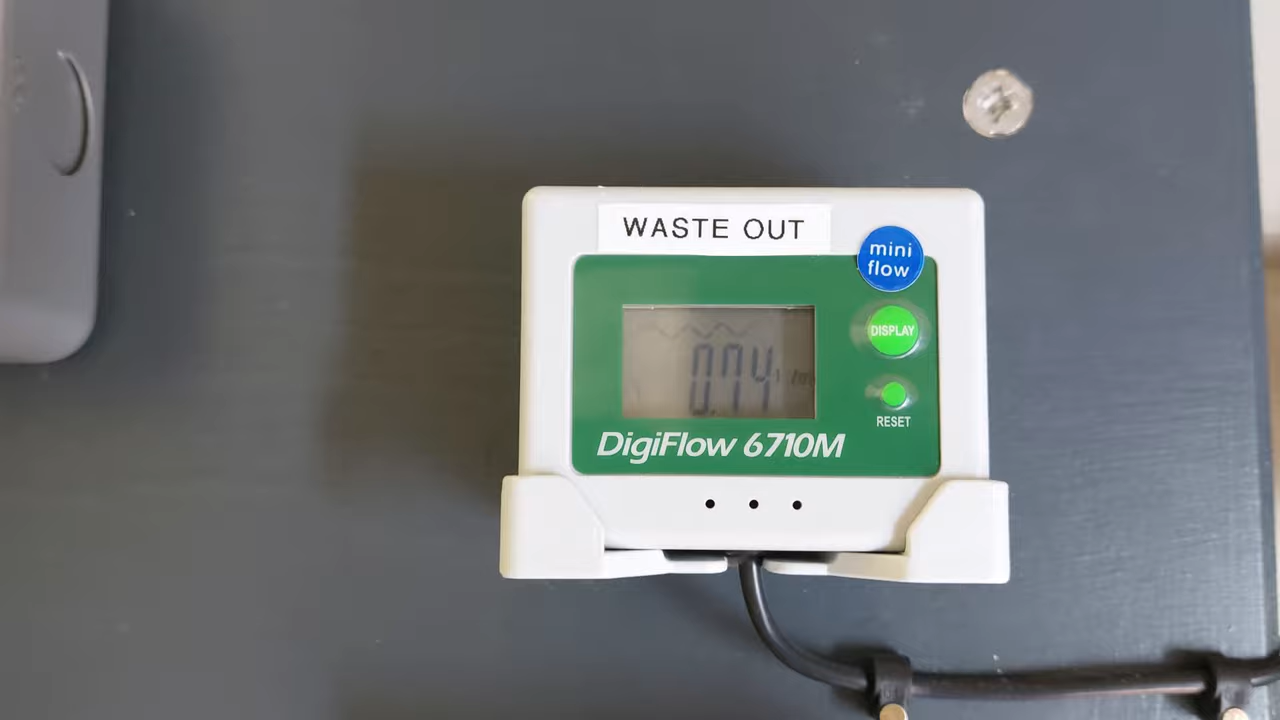 WASTE OUT
mini
flow
DISPLAY
0.74
RESET
DigiFlow 6710M